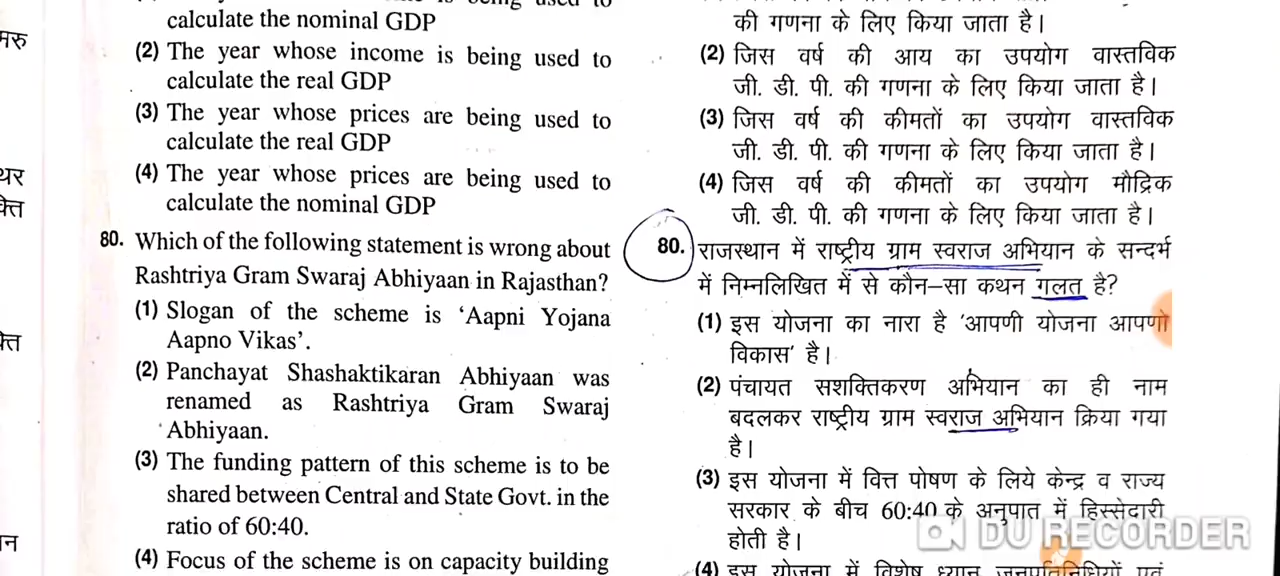 calculate the nominal GDP
(2) The year whose income is being used to
calculate the real GDP
(3) The year whose prices are being used to
calculate the real GDP
(4) The year whose prices are being used to
calculate the nominal GDP
80. Which of the following statement is wrong about
Rashtriya Gram Swaraj Abhiyaan in Rajasthan?
(1) Slogan of the scheme is ‘Aapni Yojana
Aapno Vikas’.
(2) Panchayat Shashaktikaran Abhiyaan was
renamed as Rashtriya Gram Swaraj
Abhiyaan.
(3) The funding pattern of this scheme is to be
shared between Central and State Govt. in the
ratio of 60:40.
(4) Focus of the scheme is on capacity building
की गणना के लिए किया जाता है।
(2) जिस वर्ष की आय का उपयोग वास्तविक
जी. डी. पी. की गणना के लिए किया जाता है।
(3) जिस वर्ष की कीमतों का उपयोग वास्तविक
जी. डी. पी. की गणना के लिए किया जाता है।
(4) जिस वर्ष की कीमतों का उपयोग मौद्रिक
जी. डी. पी. की गणना के लिए किया जाता है।
80. राजस्थान में राष्ट्रीय ग्राम स्वराज अभियान के सन्दर्भ
में निम्नलिखित में से कौन–सा कथन गलत है?
(1) इस योजना का नारा है ‘आपणी योजना आपणो
विकास’ है।
(2) पंचायत सशक्तिकरण अभियान का ही नाम
बदलकर राष्ट्रीय ग्राम स्वराज अभियान क्रिया गया
है।
(3) इस योजना में वित्त पोषण के लिये केन्द्र व राज्य
सरकार के बीच 60:40 के अनुपात में हिस्सेदारी
होती है।
(4) इस योजना में विशेष ध्यान जनप्रतिनिधियों एवं
DU RECORDER